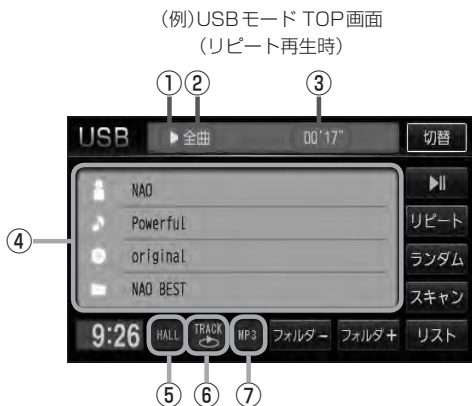 (例)USBモード TOP画面
(リピート再生時)
① ② ③
USB ▶全曲 00'17" 切替
NAO ▶II
④ Powerful リピート
original ランダム
NAO BEST スキャン
9:26 HALL TRACK MP3 フォルダー フォルダ+ リスト
⑤ ⑥ ⑦